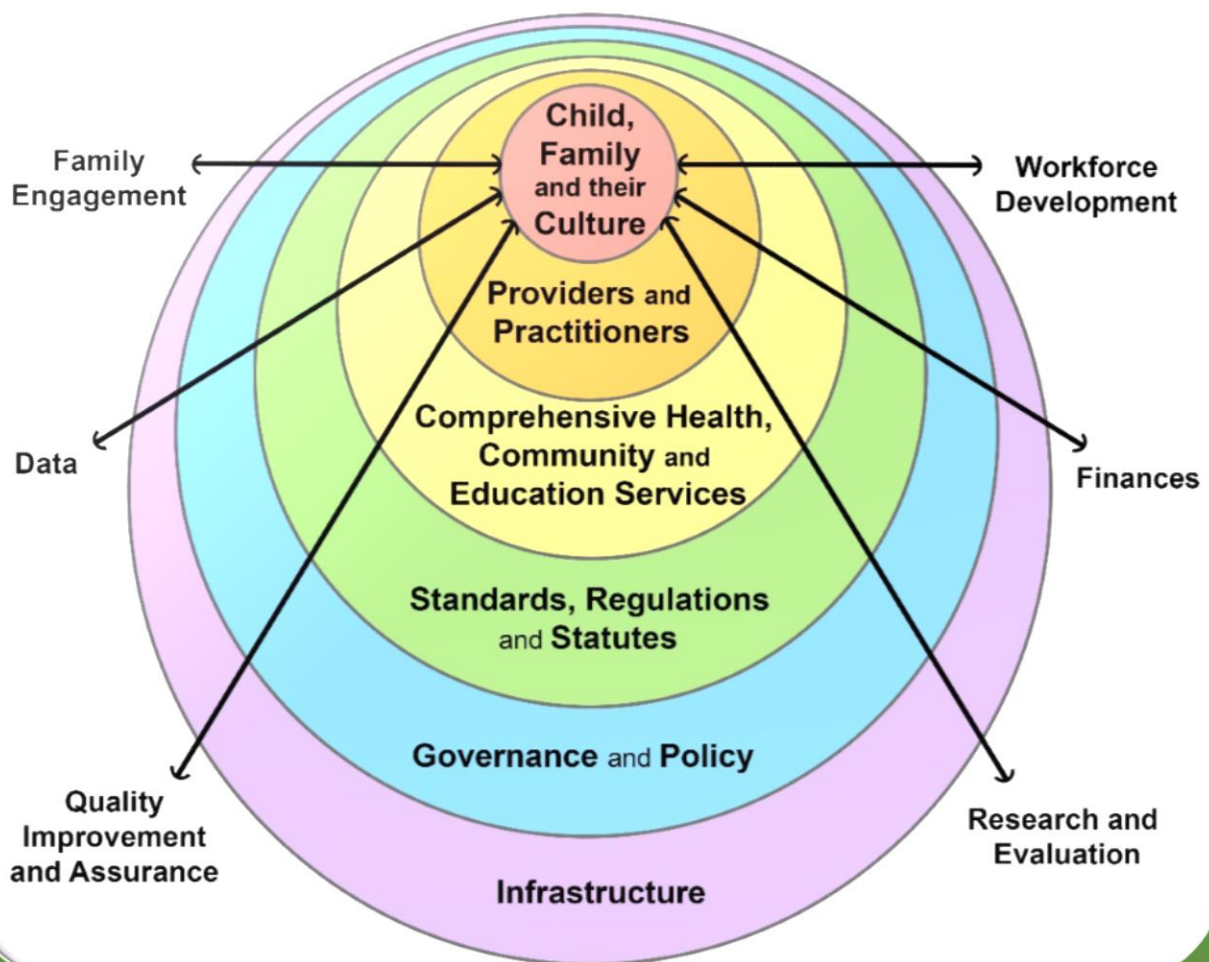 Child,
Family
and their
Culture
Family
Engagement
Workforce
Development
Providers and
Practitioners
Comprehensive Health,
Community and
Education Services
Data
Finances
Standards, Regulations
and Statutes
Governance and Policy
Quality
Improvement
and Assurance
Research and
Evaluation
Infrastructure